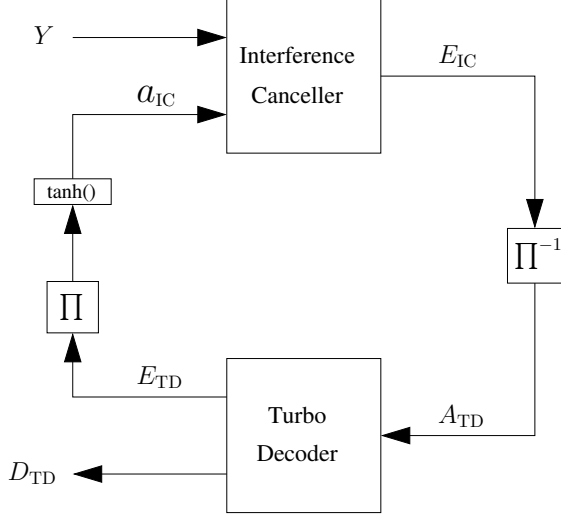 Y
Interference
Canceller
E_IC
a_IC
tanh()
∏⁻¹
∏
E_TD
Turbo
Decoder
A_TD
D_TD